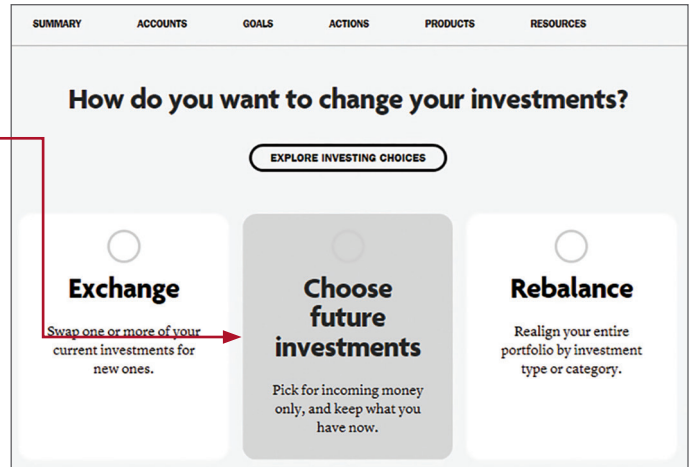 SUMMARY ACCOUNTS GOALS ACTIONS PRODUCTS RESOURCES
How do you want to change your investments?
EXPLORE INVESTING CHOICES
Exchange
Swap one or more of your
current investments for
new ones.
Choose
future
investments
Pick for incoming money
only, and keep what you
have now.
Rebalance
Realign your entire
portfolio by investment
type or category.